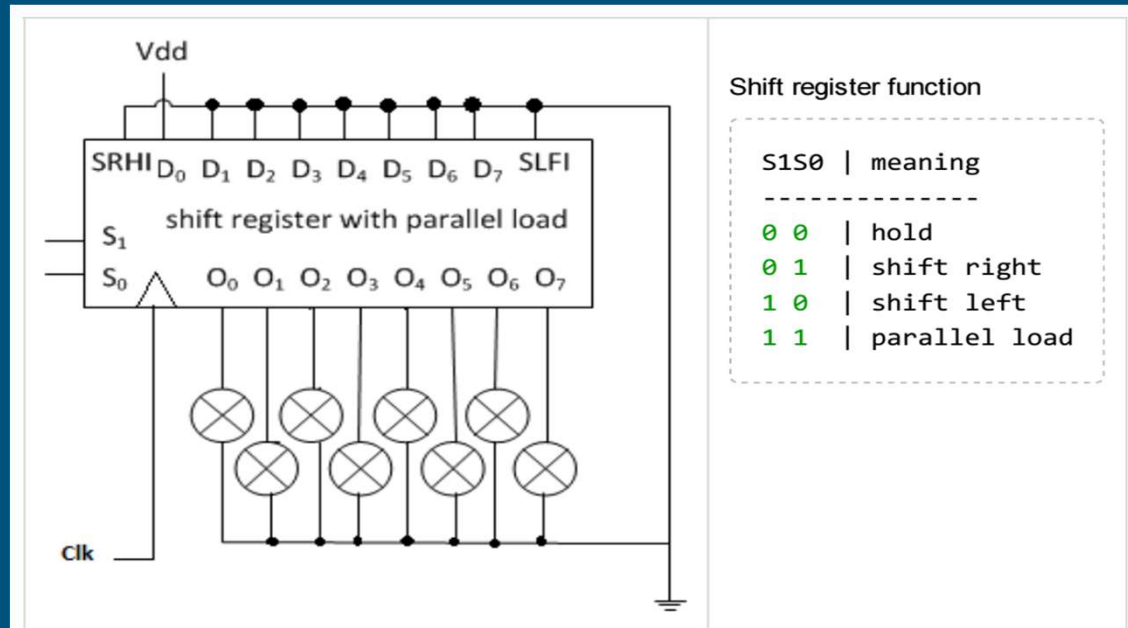 Vdd
SRHI D₀ D₁ D₂ D₃ D₄ D₅ D₆ D₇ SLFI
shift register with parallel load
S₁
S₀ O₀ O₁ O₂ O₃ O₄ O₅ O₆ O₇
Clk
Shift register function
S1S0 | meaning
--------------
0 0 | hold
0 1 | shift right
1 0 | shift left
1 1 | parallel load